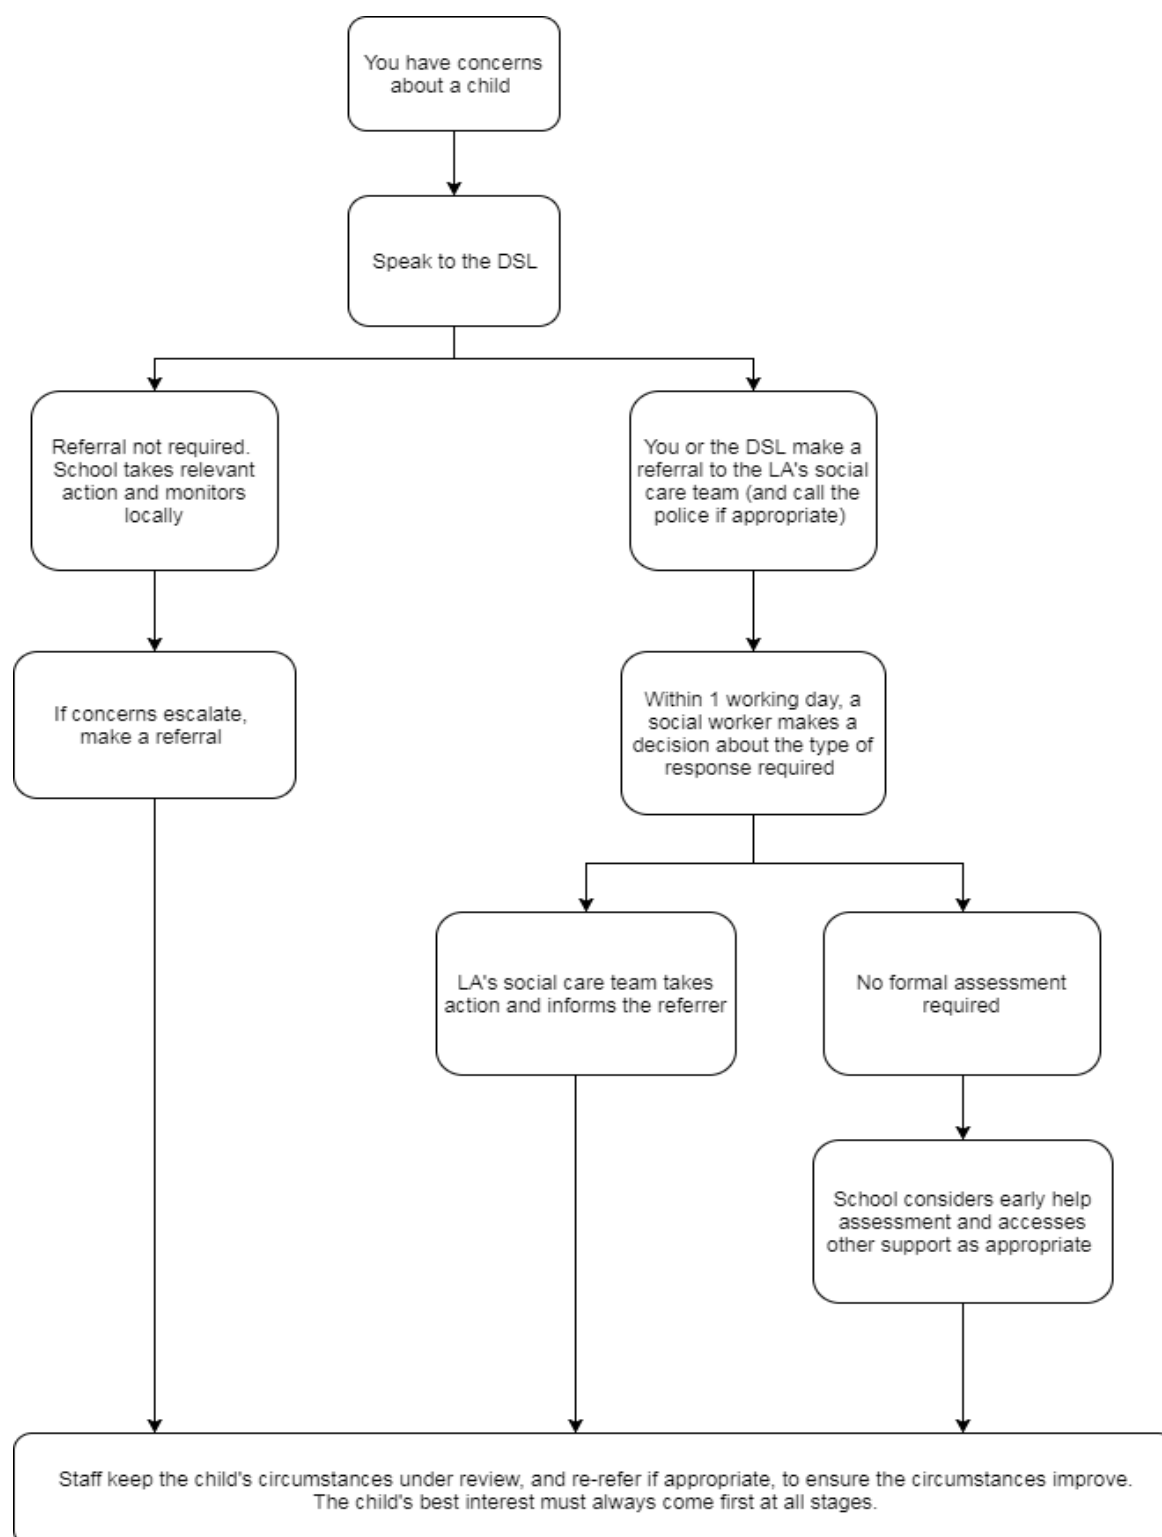 You have concerns
about a child
Speak to the DSL
Referral not required.
School takes relevant
action and monitors
locally
You or the DSL make a
referral to the LA's social
care team (and call the
police if appropriate)
If concerns escalate,
make a referral
Within 1 working day, a
social worker makes a
decision about the type of
response required
LA's social care team takes
action and informs the referrer
No formal assessment
required
School considers early help
assessment and accesses
other support as appropriate
Staff keep the child's circumstances under review, and re-refer if appropriate, to ensure the circumstances improve.
The child's best interest must always come first at all stages.